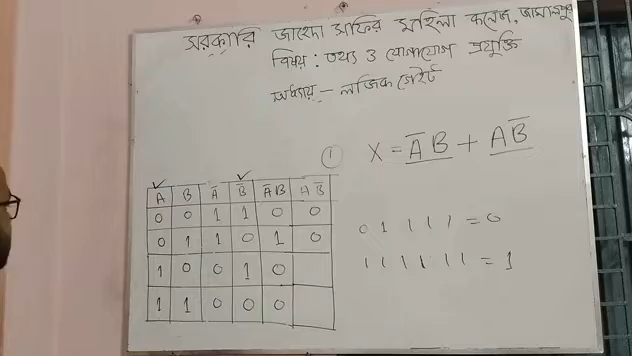 সরকারি জাহেদা সফির মহিলা কলেজ, জামালপুর
বিষয় : তথ্য ও যোগাযোগ প্রযুক্তি
অধ্যায় – লজিক গেইট
① X = A̅ B + A B̅
A B A̅ B̅ A̅ B A B̅
0 0 1 1 0 0
0 1 1 0 1 0
1 0 0 1 0
1 1 0 0 0
0 1 1 1 1 = 0
1 1 1 1 1 1 = 1